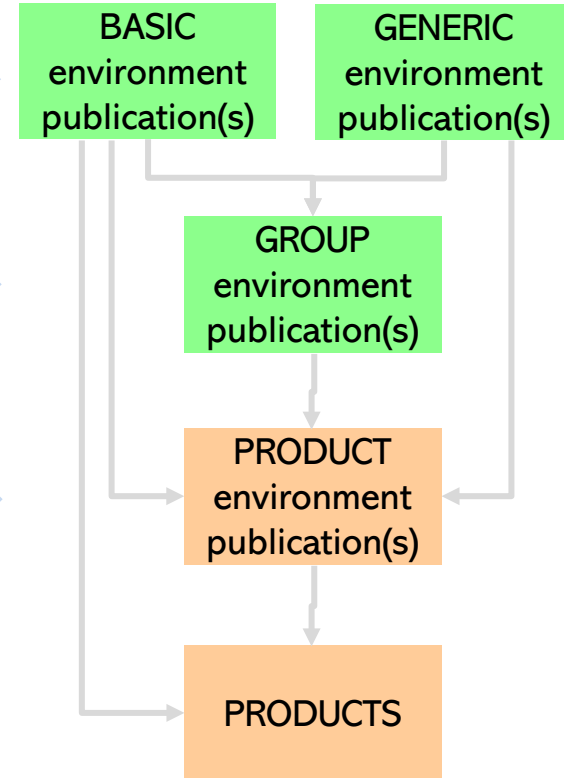 BASIC
environment
publication(s)
GENERIC
environment
publication(s)
GROUP
environment
publication(s)
PRODUCT
environment
publication(s)
PRODUCTS